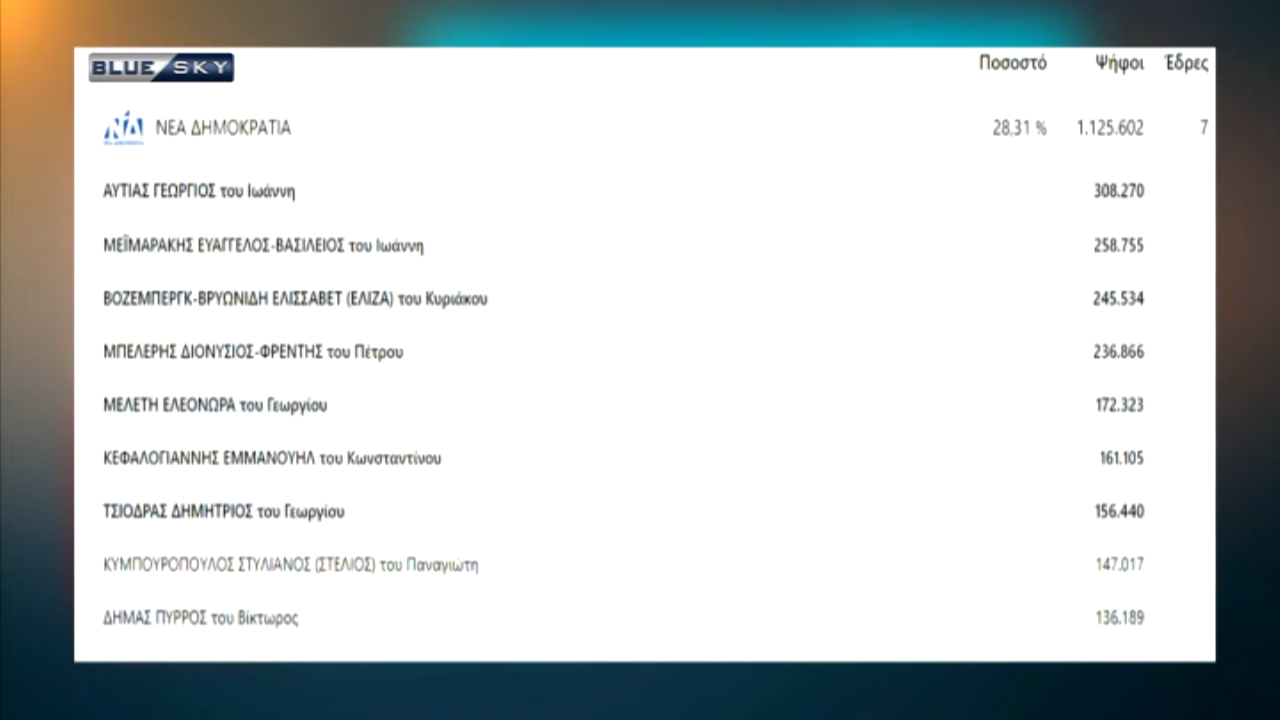 BLUE SKY
Ποσοστό Ψήφοι Έδρες
ΝΔ ΝΕΑ ΔΗΜΟΚΡΑΤΙΑ 28,31 % 1.125.602 7
ΑΥΤΙΑΣ ΓΕΩΡΓΙΟΣ του Ιωάννη 308.270
ΜΕΪΜΑΡΑΚΗΣ ΕΥΑΓΓΕΛΟΣ-ΒΑΣΙΛΕΙΟΣ του Ιωάννη 258.755
ΒΟΖΕΜΠΕΡΓΚ-ΒΡΥΩΝΙΔΗ ΕΛΙΣΣΑΒΕΤ (ΕΛΙΖΑ) του Κυριάκου 245.534
ΜΠΕΛΕΡΗΣ ΔΙΟΝΥΣΙΟΣ-ΦΡΕΝΤΗΣ του Πέτρου 236.866
ΜΕΛΕΤΗ ΕΛΕΟΝΩΡΑ του Γεωργίου 172.323
ΚΕΦΑΛΟΓΙΑΝΝΗΣ ΕΜΜΑΝΟΥΗΛ του Κωνσταντίνου 161.105
ΤΣΙΟΔΡΑΣ ΔΗΜΗΤΡΙΟΣ του Γεωργίου 156.440
ΚΥΜΠΟΥΡΟΠΟΥΛΟΣ ΣΤΥΛΙΑΝΟΣ (ΣΤΕΛΙΟΣ) του Παναγιώτη 147.017
ΔΗΜΑΣ ΠΥΡΡΟΣ του Βίκτωρος 136.189